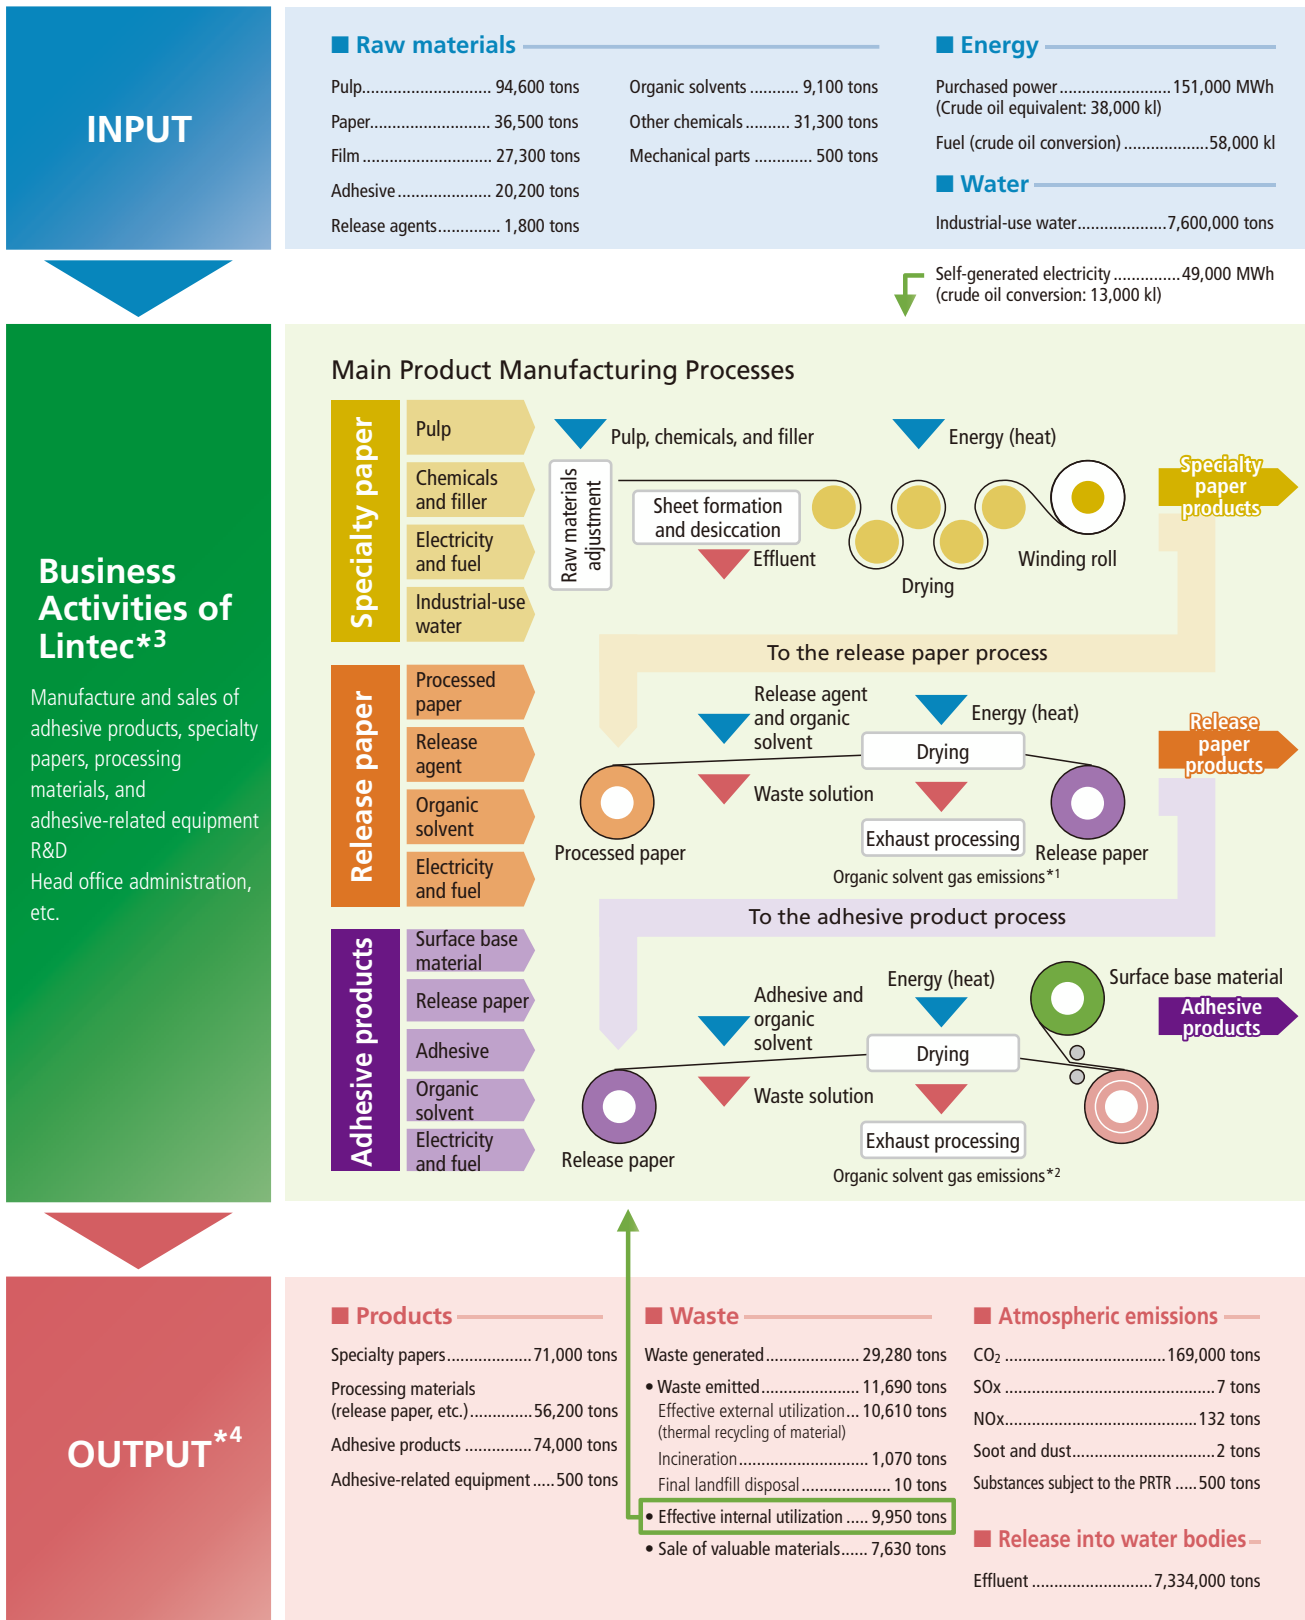 INPUT
■ Raw materials
Pulp............................. 94,600 tons
Paper........................... 36,500 tons
Film ............................. 27,300 tons
Adhesive ..................... 20,200 tons
Release agents.............. 1,800 tons
Organic solvents ........... 9,100 tons
Other chemicals .......... 31,300 tons
Mechanical parts ............. 500 tons
■ Energy
Purchased power .........................151,000 MWh
(Crude oil equivalent: 38,000 kl)
Fuel (crude oil conversion) ...................58,000 kl
■ Water
Industrial-use water....................7,600,000 tons
Self-generated electricity ...............49,000 MWh
(crude oil conversion: 13,000 kl)
Business
Activities of
Lintec*3
Manufacture and sales of
adhesive products, specialty
papers, processing
materials, and
adhesive-related equipment
R&D
Head office administration,
etc.
Main Product Manufacturing Processes
Specialty paper
Pulp
Chemicals
and filler
Electricity
and fuel
Industrial-use
water
Pulp, chemicals, and filler
Energy (heat)
Raw materials
adjustment
Sheet formation
and desiccation
Effluent
Drying
Winding roll
Specialty
paper
products
To the release paper process
Release paper
Processed
paper
Release
agent
Organic
solvent
Electricity
and fuel
Release agent
and organic
solvent
Energy (heat)
Drying
Waste solution
Exhaust processing
Processed paper
Release paper
Organic solvent gas emissions*1
Release
paper
products
To the adhesive product process
Adhesive products
Surface base
material
Release paper
Adhesive
Organic
solvent
Electricity
and fuel
Adhesive and
organic
solvent
Energy (heat)
Surface base material
Drying
Waste solution
Exhaust processing
Release paper
Organic solvent gas emissions*2
Adhesive
products
OUTPUT*4
■ Products
Specialty papers...................71,000 tons
Processing materials
(release paper, etc.)..............56,200 tons
Adhesive products ...............74,000 tons
Adhesive-related equipment .....500 tons
■ Waste
Waste generated..................... 29,280 tons
• Waste emitted...................... 11,690 tons
Effective external utilization... 10,610 tons
(thermal recycling of material)
Incineration............................. 1,070 tons
Final landfill disposal.................... 10 tons
• Effective internal utilization ..... 9,950 tons
• Sale of valuable materials...... 7,630 tons
■ Atmospheric emissions
CO2 ....................................169,000 tons
SOx ...............................................7 tons
NOx...........................................132 tons
Soot and dust................................2 tons
Substances subject to the PRTR .....500 tons
■ Release into water bodies
Effluent ...........................7,334,000 tons